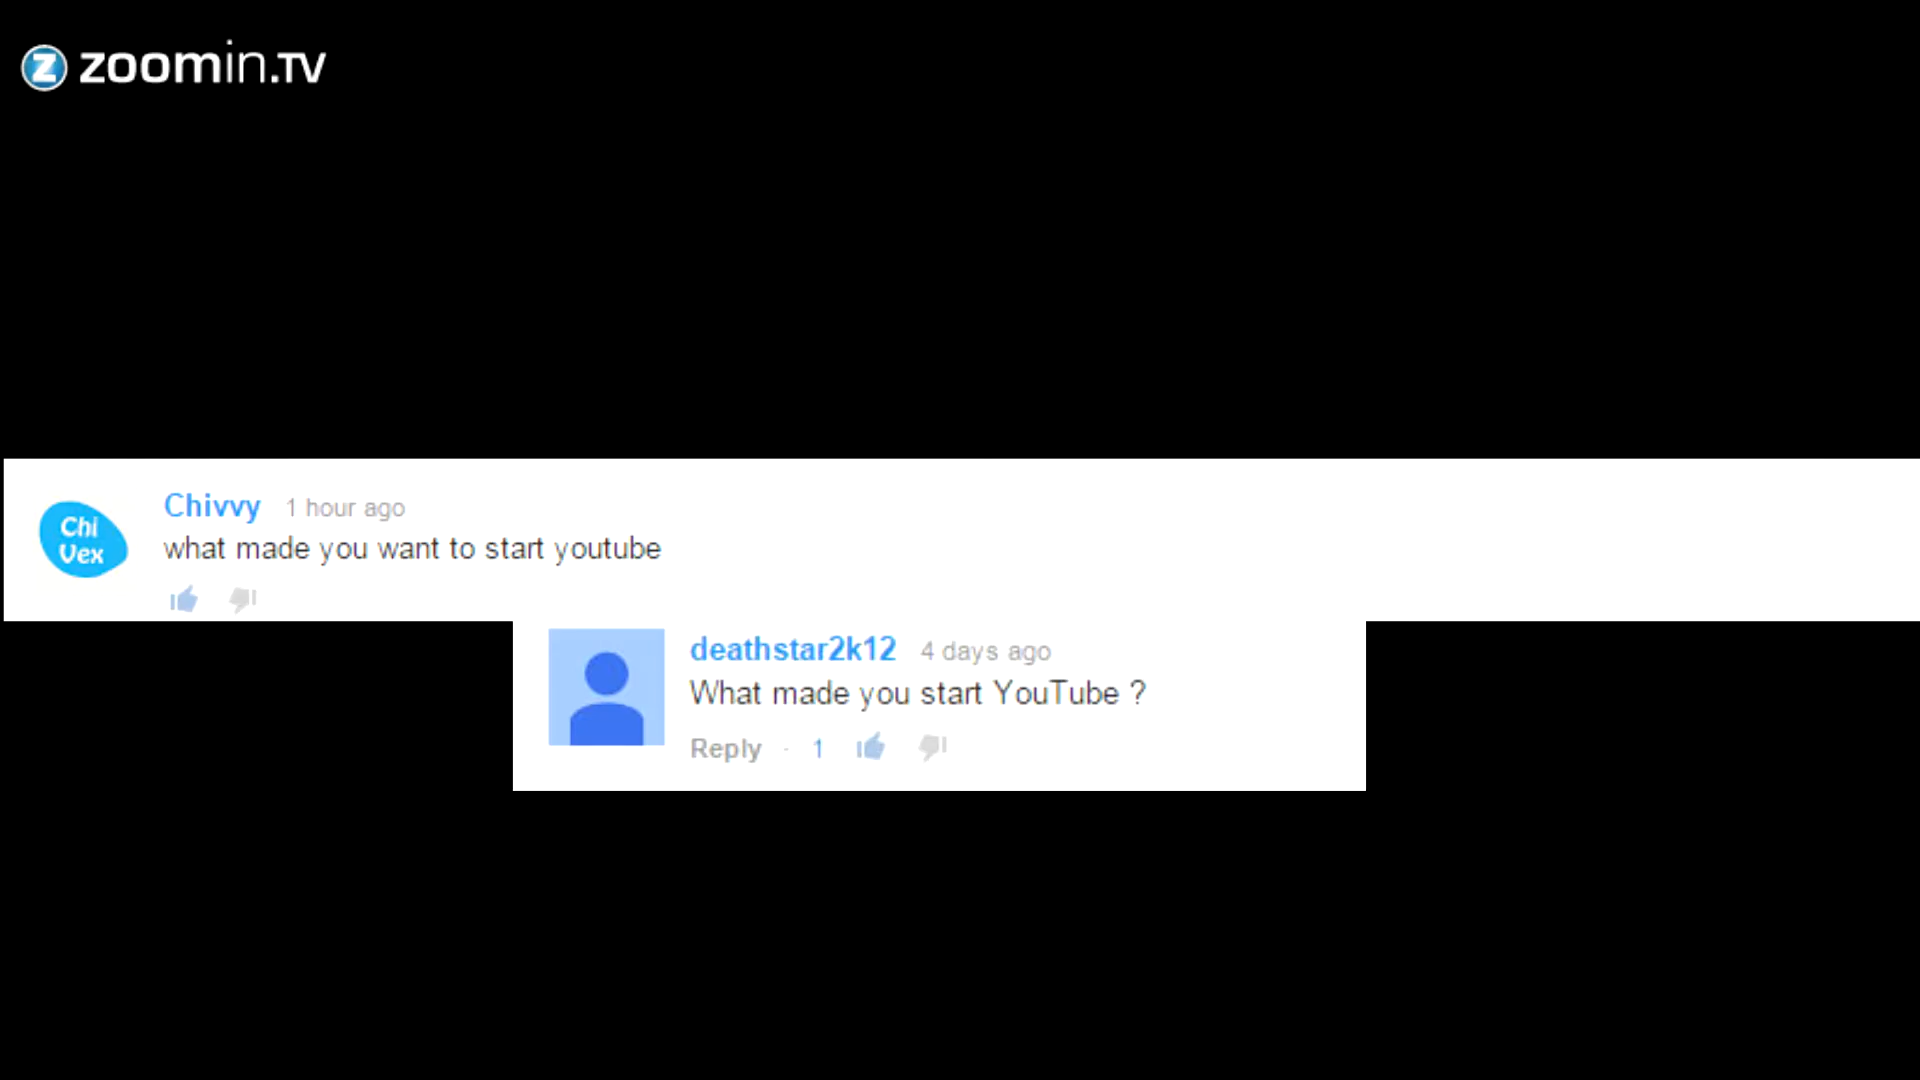 Z zoomin.TV
Chivvy 1 hour ago
Chi
Vex
what made you want to start youtube
deathstar2k12 4 days ago
What made you start YouTube ?
Reply · 1